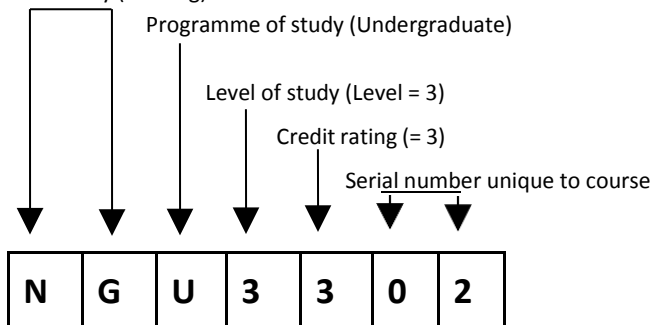 Programme of study (Undergraduate)
Level of study (Level = 3)
Credit rating (= 3)
Serial number unique to course
N G U 3 3 0 2